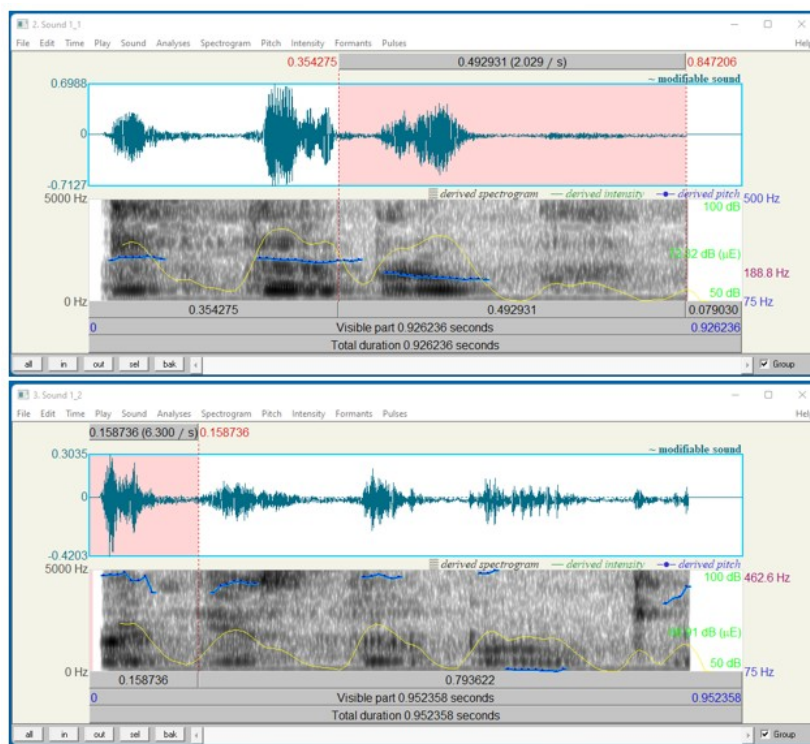 2. Sound 1_1
File Edit Time Play Sound Analyses Spectrogram Pitch Intensity Formants Pulses Help
0.354275 0.492931 (2.029 / s) 0.847206
~ modifiable sound
0.6988
0
-0.7127
derived spectrogram — derived intensity derived pitch
5000 Hz 100 dB 500 Hz
dB (µE)
188.8 Hz
0 Hz 50 dB 75 Hz
0.354275 0.492931 0.079030
0 Visible part 0.926236 seconds 0.926236
Total duration 0.926236 seconds
all in out sel bak Group
3. Sound 1_2
File Edit Time Play Sound Analyses Spectrogram Pitch Intensity Formants Pulses Help
0.158736 (6.300 / s) 0.158736
~ modifiable sound
0.3035
0
-0.4203
derived spectrogram — derived intensity derived pitch
5000 Hz 100 dB 462.6 Hz
dB (µE)
0 Hz 50 dB 75 Hz
0.158736 0.793622
0 Visible part 0.952358 seconds 0.952358
Total duration 0.952358 seconds
all in out sel bak Group